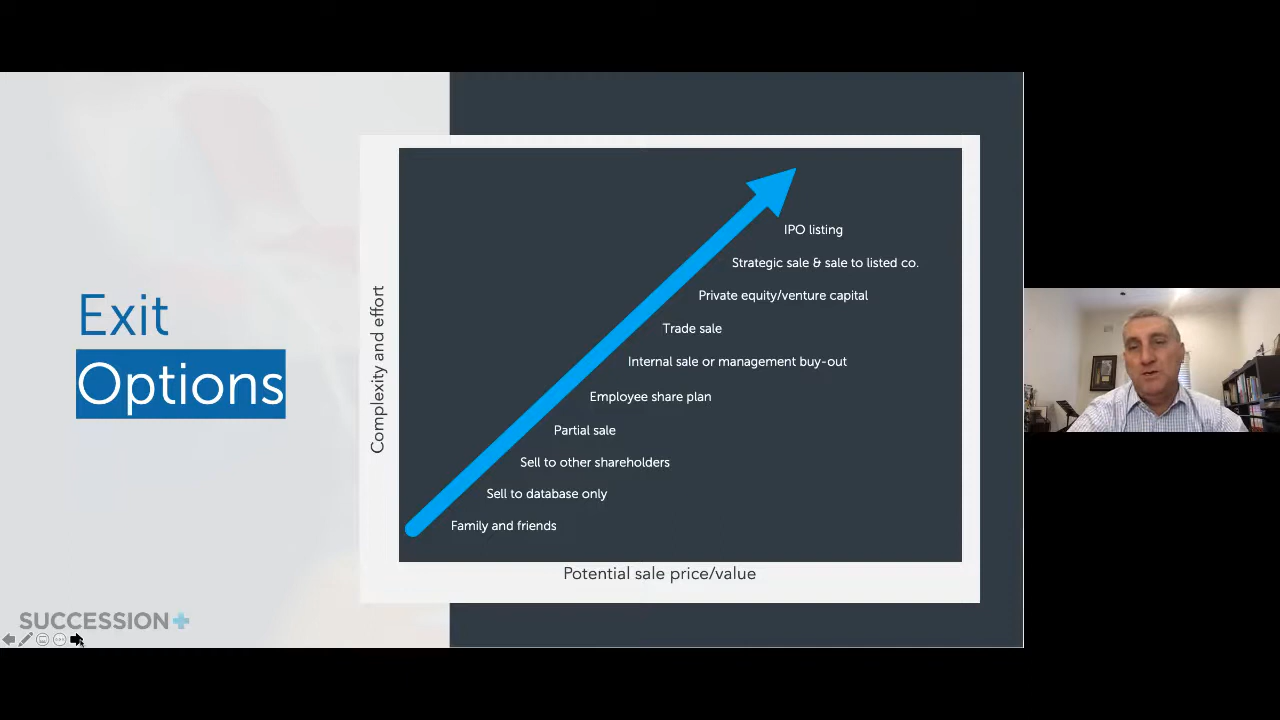 Exit
Options
Complexity and effort
IPO listing
Strategic sale & sale to listed co.
Private equity/venture capital
Trade sale
Internal sale or management buy-out
Employee share plan
Partial sale
Sell to other shareholders
Sell to database only
Family and friends
Potential sale price/value
SUCCESSION+